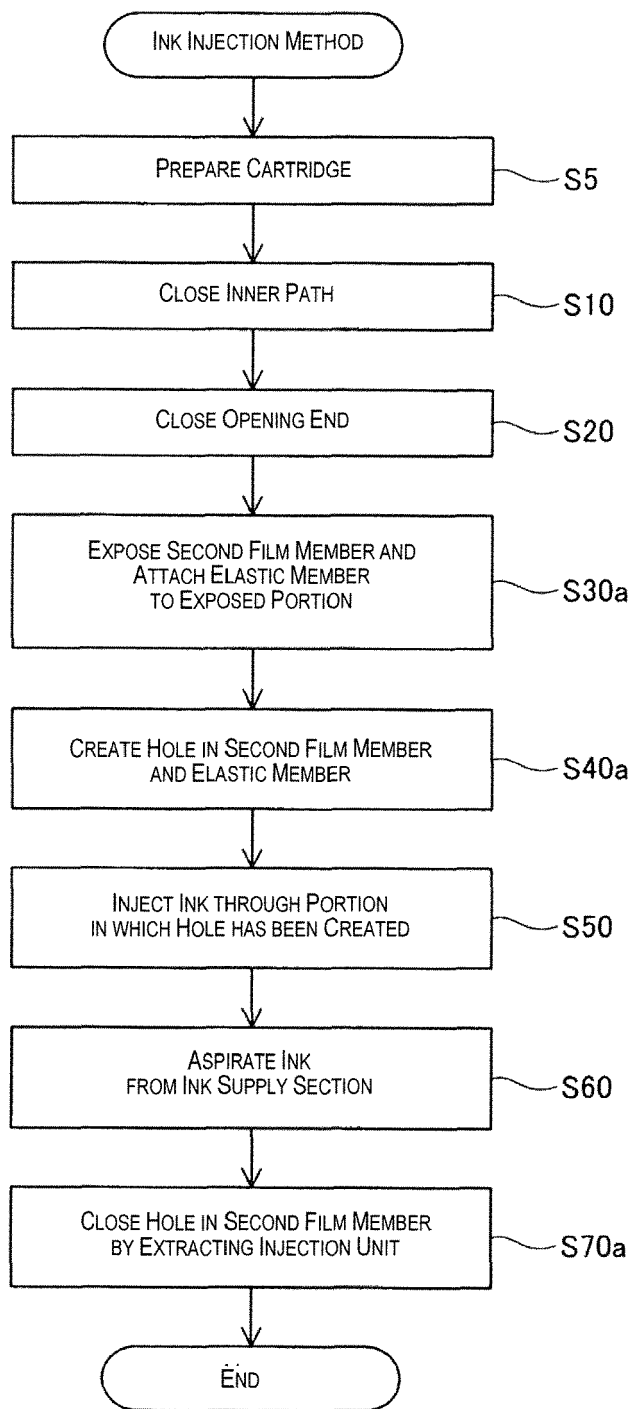 INK INJECTION METHOD
PREPARE CARTRIDGE
S5
CLOSE INNER PATH
S10
CLOSE OPENING END
S20
EXPOSE SECOND FILM MEMBER AND
ATTACH ELASTIC MEMBER
TO EXPOSED PORTION
S30a
CREATE HOLE IN SECOND FILM MEMBER
AND ELASTIC MEMBER
S40a
INJECT INK THROUGH PORTION
IN WHICH HOLE HAS BEEN CREATED
S50
ASPIRATE INK
FROM INK SUPPLY SECTION
S60
CLOSE HOLE IN SECOND FILM MEMBER
BY EXTRACTING INJECTION UNIT
S70a
END